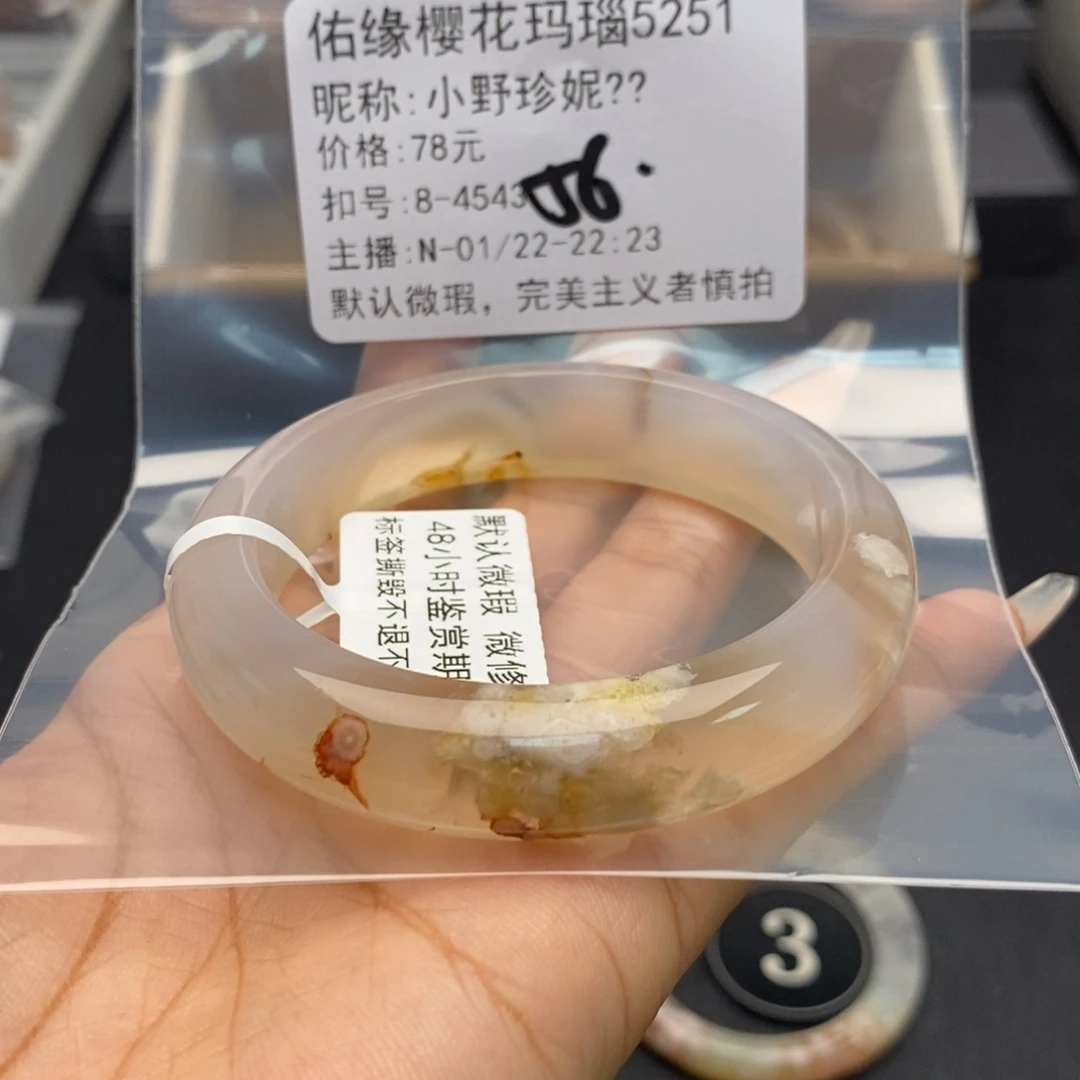 佑缘樱花玛瑙5251
昵称:小野珍妮??
价格:78元
扣号:8-4543
56.
主播:N-01/22-22:23
默认微瑕，完美主义者慎拍
默认微瑕 微修
48小时鉴赏期
标签撕毁不退不
3